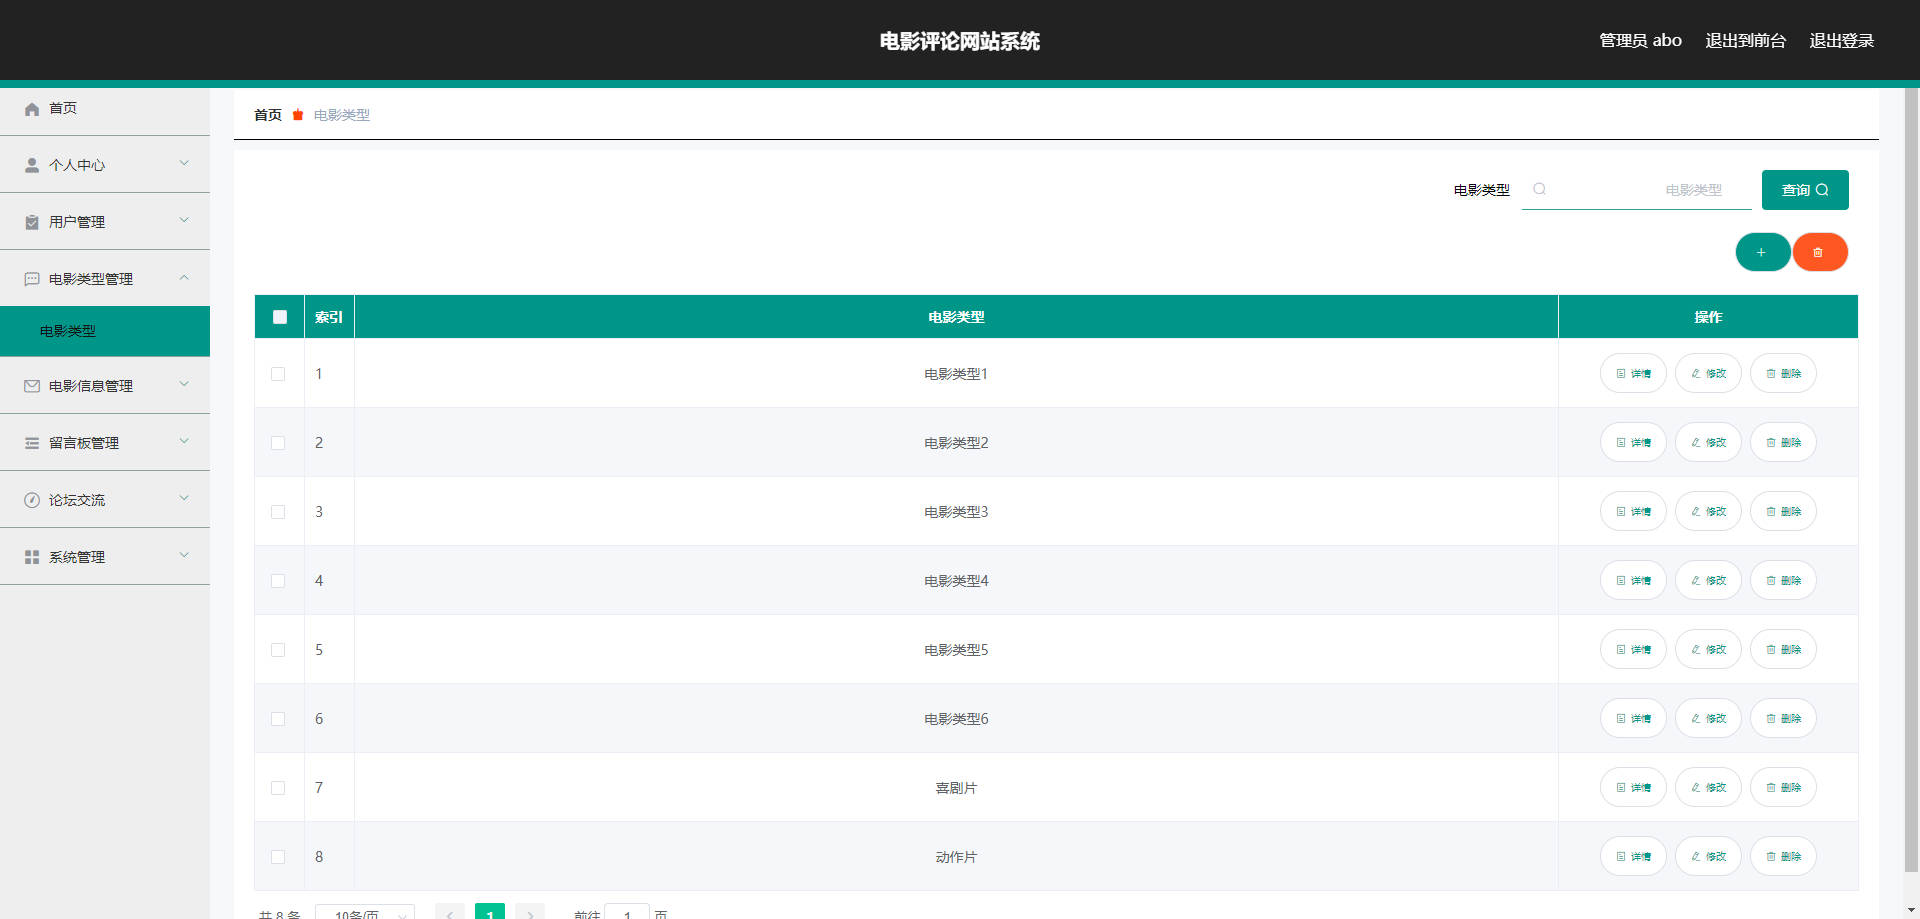 电影评论网站系统
管理员 abo 退出到前台 退出登录
首页
个人中心
用户管理
电影类型管理
电影类型
电影信息管理
留言板管理
论坛交流
系统管理
首页 电影类型
电影类型 电影类型 查询
索引 电影类型 操作
1 电影类型1 详情 修改 删除
2 电影类型2 详情 修改 删除
3 电影类型3 详情 修改 删除
4 电影类型4 详情 修改 删除
5 电影类型5 详情 修改 删除
6 电影类型6 详情 修改 删除
7 喜剧片 详情 修改 删除
8 动作片 详情 修改 删除
共 8 条 10条/页 1 前往 1 页